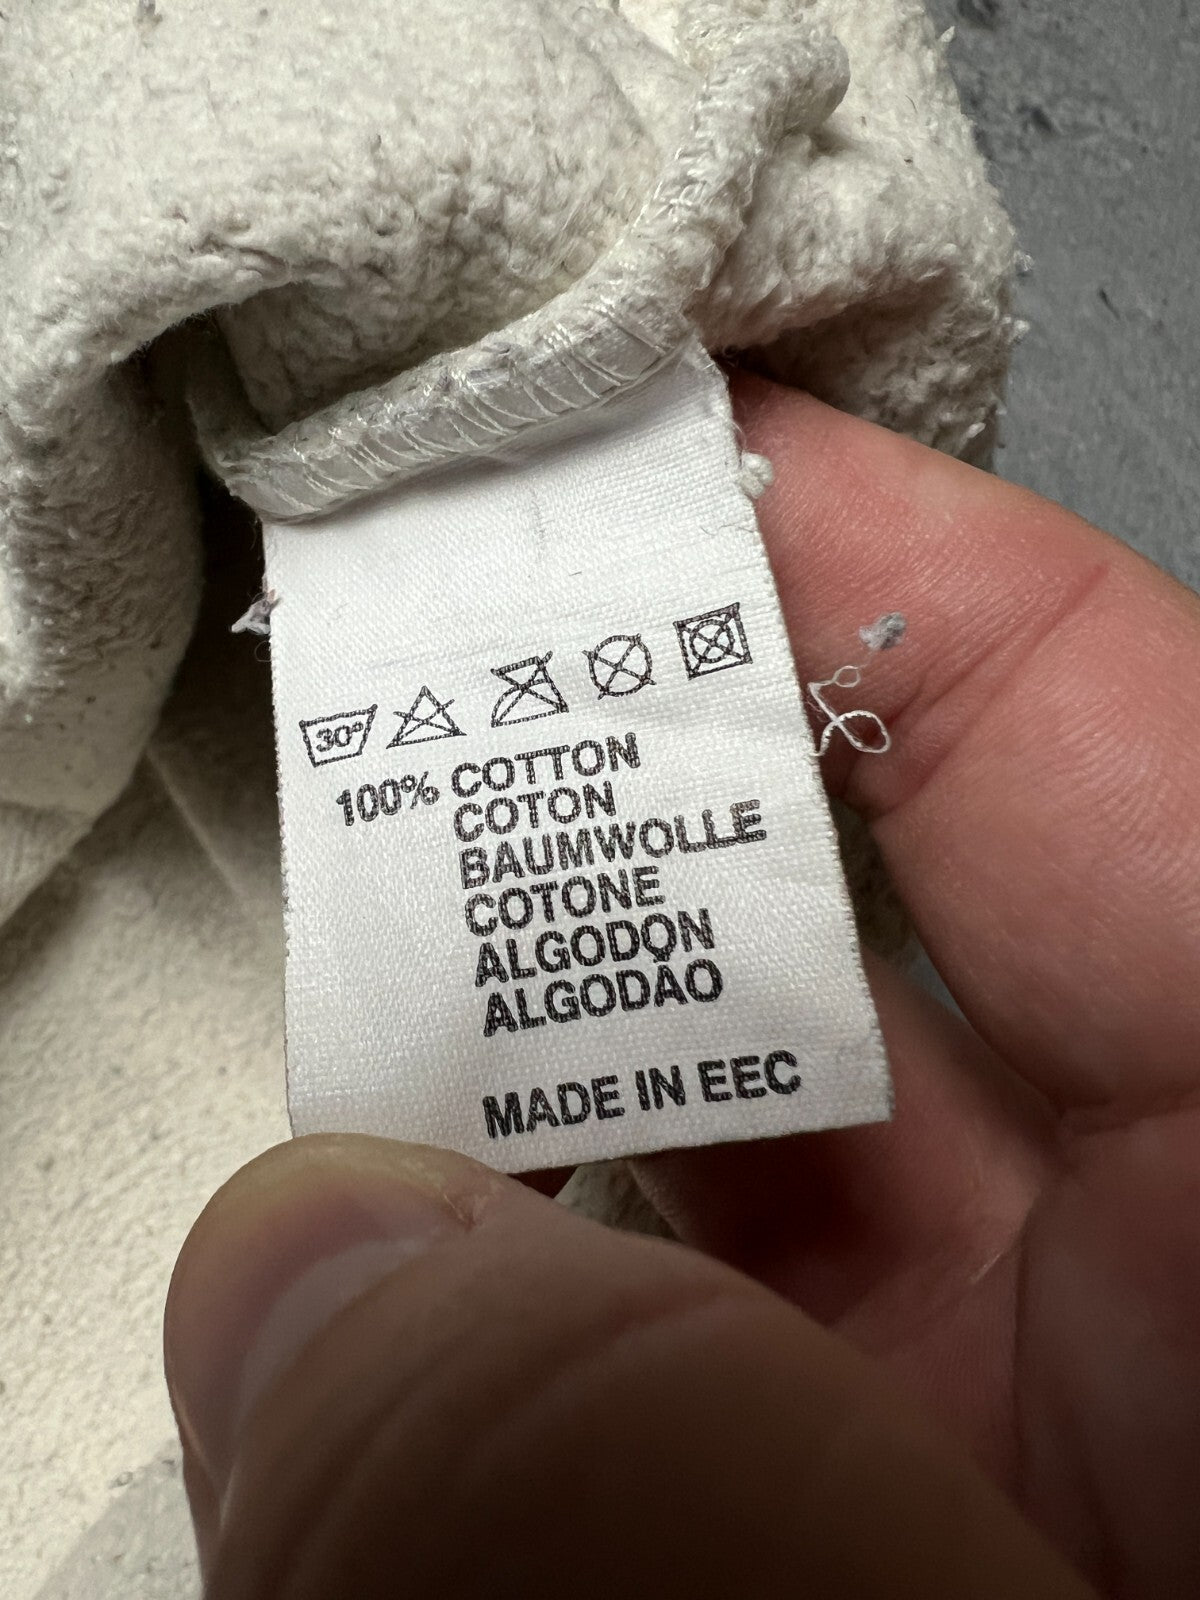 30°
100% COTTON
COTON
BAUMWOLLE
COTONE
ALGODON
ALGODÃO
MADE IN EEC